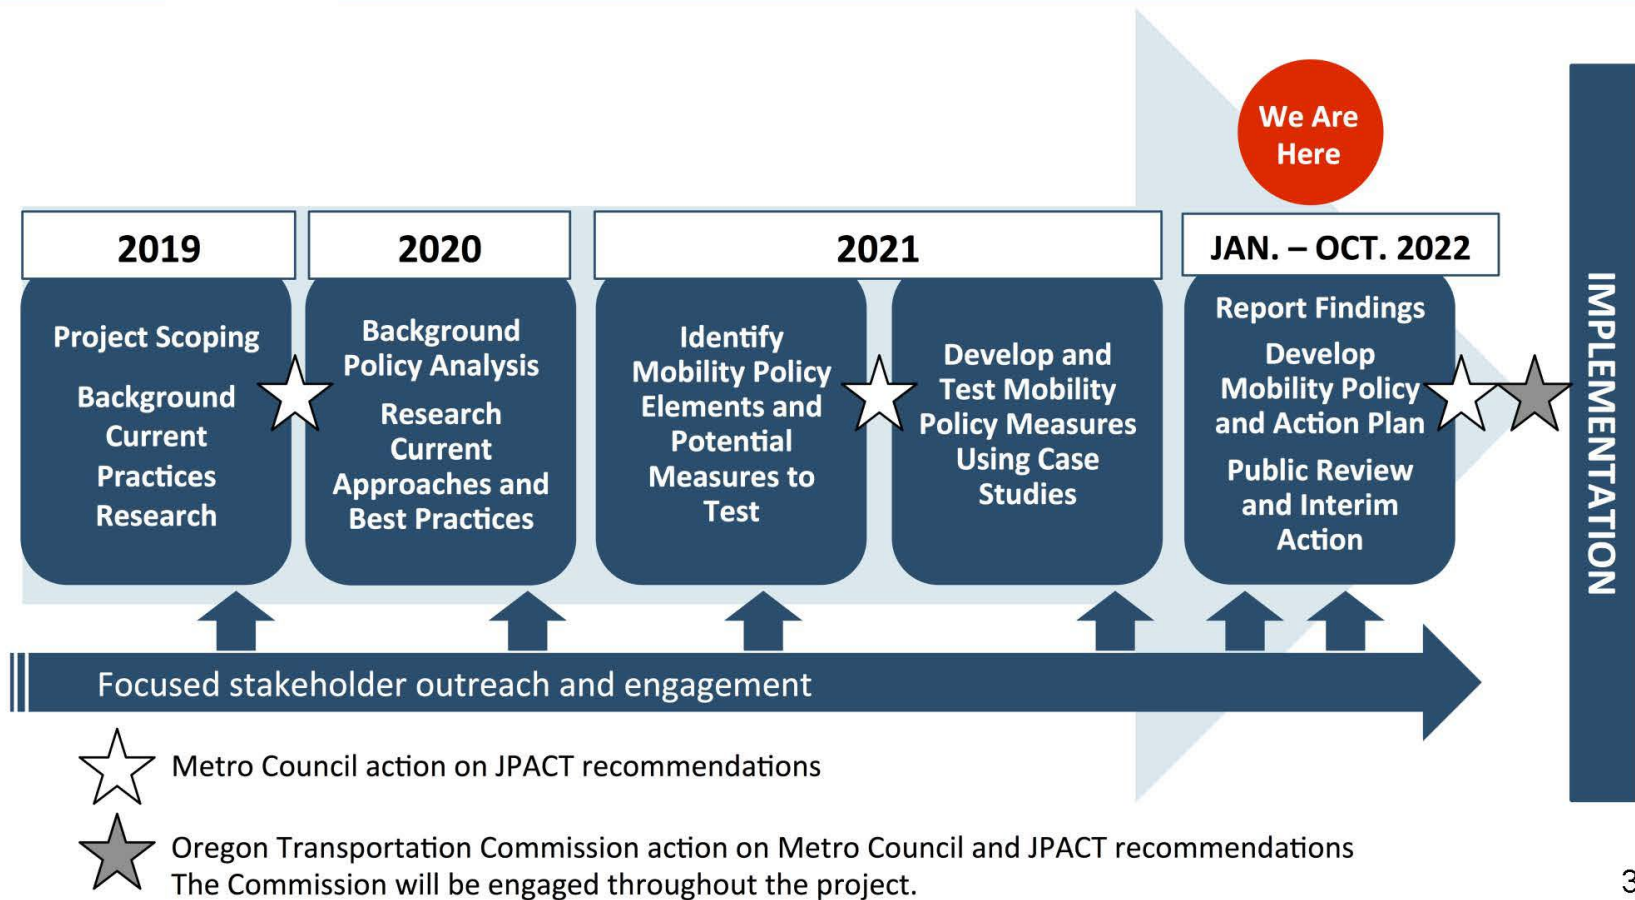 We Are
Here
2019
2020
2021
JAN. – OCT. 2022
Project Scoping
Background
Current
Practices
Research
Background
Policy Analysis
Research
Current
Approaches and
Best Practices
Identify
Mobility Policy
Elements and
Potential
Measures to
Test
Develop and
Test Mobility
Policy Measures
Using Case
Studies
Report Findings
Develop
Mobility Policy
and Action Plan
Public Review
and Interim
Action
IMPLEMENTATION
Focused stakeholder outreach and engagement
Metro Council action on JPACT recommendations
Oregon Transportation Commission action on Metro Council and JPACT recommendations
The Commission will be engaged throughout the project.
3